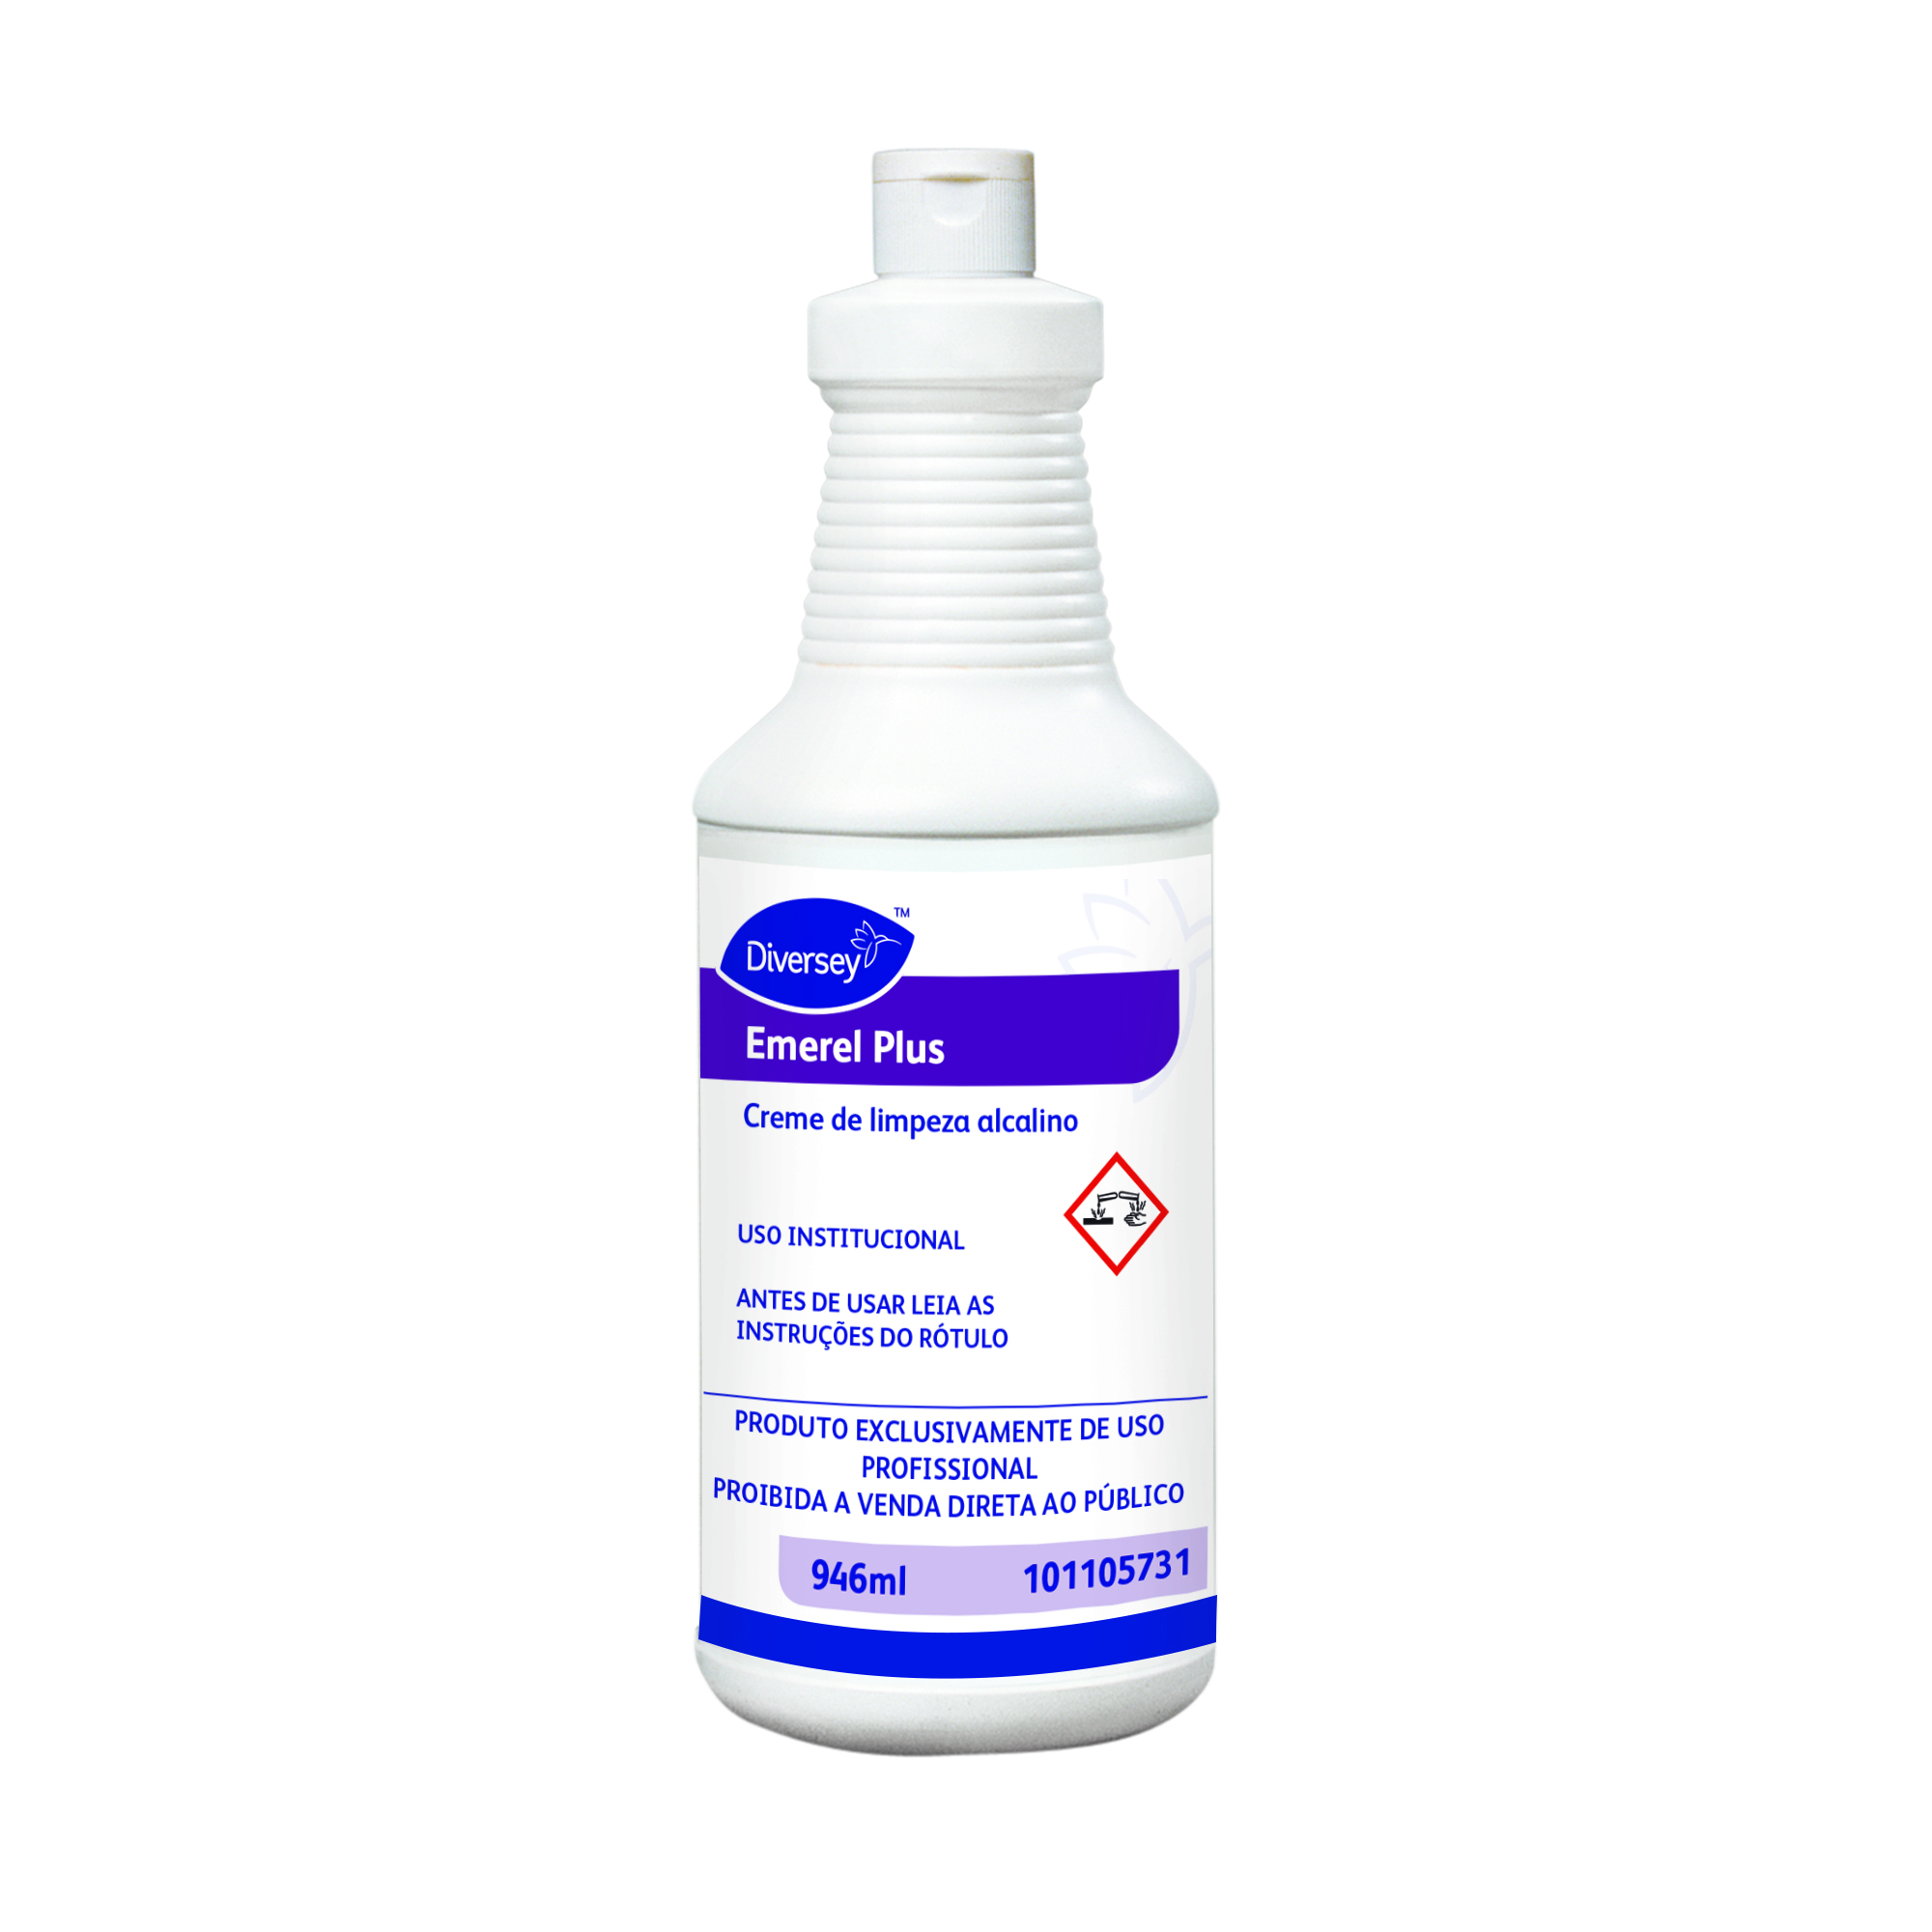 Diversey™
Emerel Plus
Creme de limpeza alcalino
USO INSTITUCIONAL
ANTES DE USAR LEIA AS
INSTRUÇÕES DO RÓTULO
PRODUTO EXCLUSIVAMENTE DE USO
PROFISSIONAL
PROIBIDA A VENDA DIRETA AO PÚBLICO
946ml 101105731